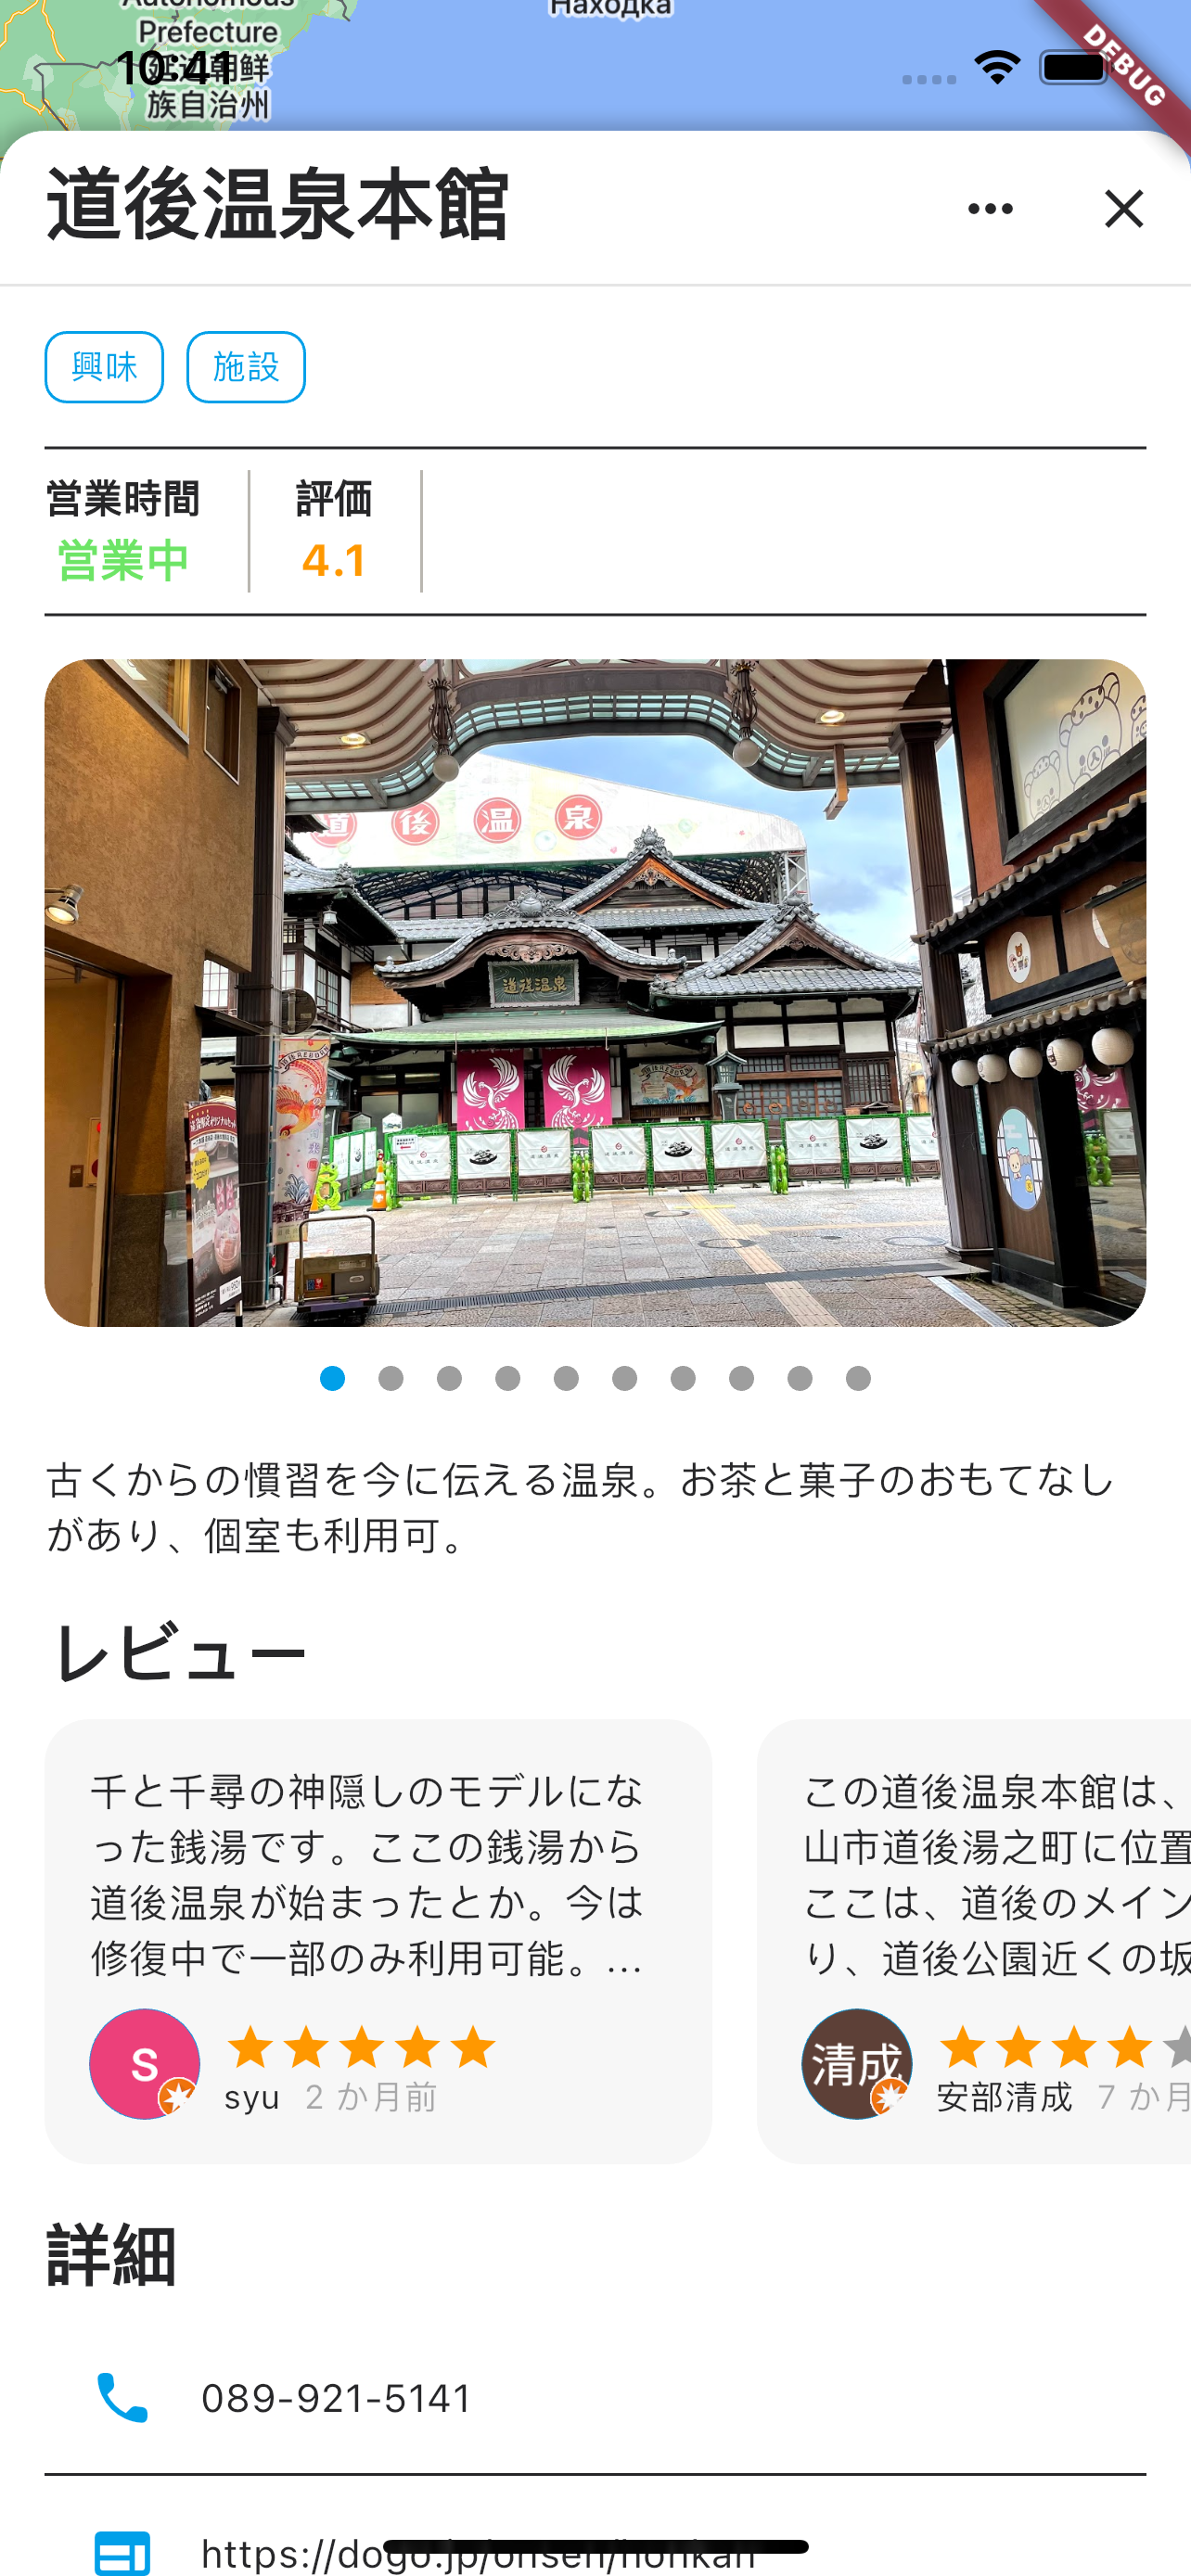 Autonomous
Prefecture
族自治州
Находка
10:41
DEBUG
道後温泉本館
興味
施設
営業時間
営業中
評価
4.1
道後温泉
道後温泉
古くからの慣習を今に伝える温泉。お茶と菓子のおもてなし
があり、個室も利用可。
レビュー
千と千尋の神隠しのモデルにな
った銭湯です。ここの銭湯から
道後温泉が始まったとか。今は
修復中で一部のみ利用可能。...
S
syu 2 か月前
この道後温泉本館は、
山市道後湯之町に位置
ここは、道後のメイン
り、道後公園近くの坂
清成
安部清成 7 か月
詳細
089-921-5141
https://dogo.jp/onsen/honkan